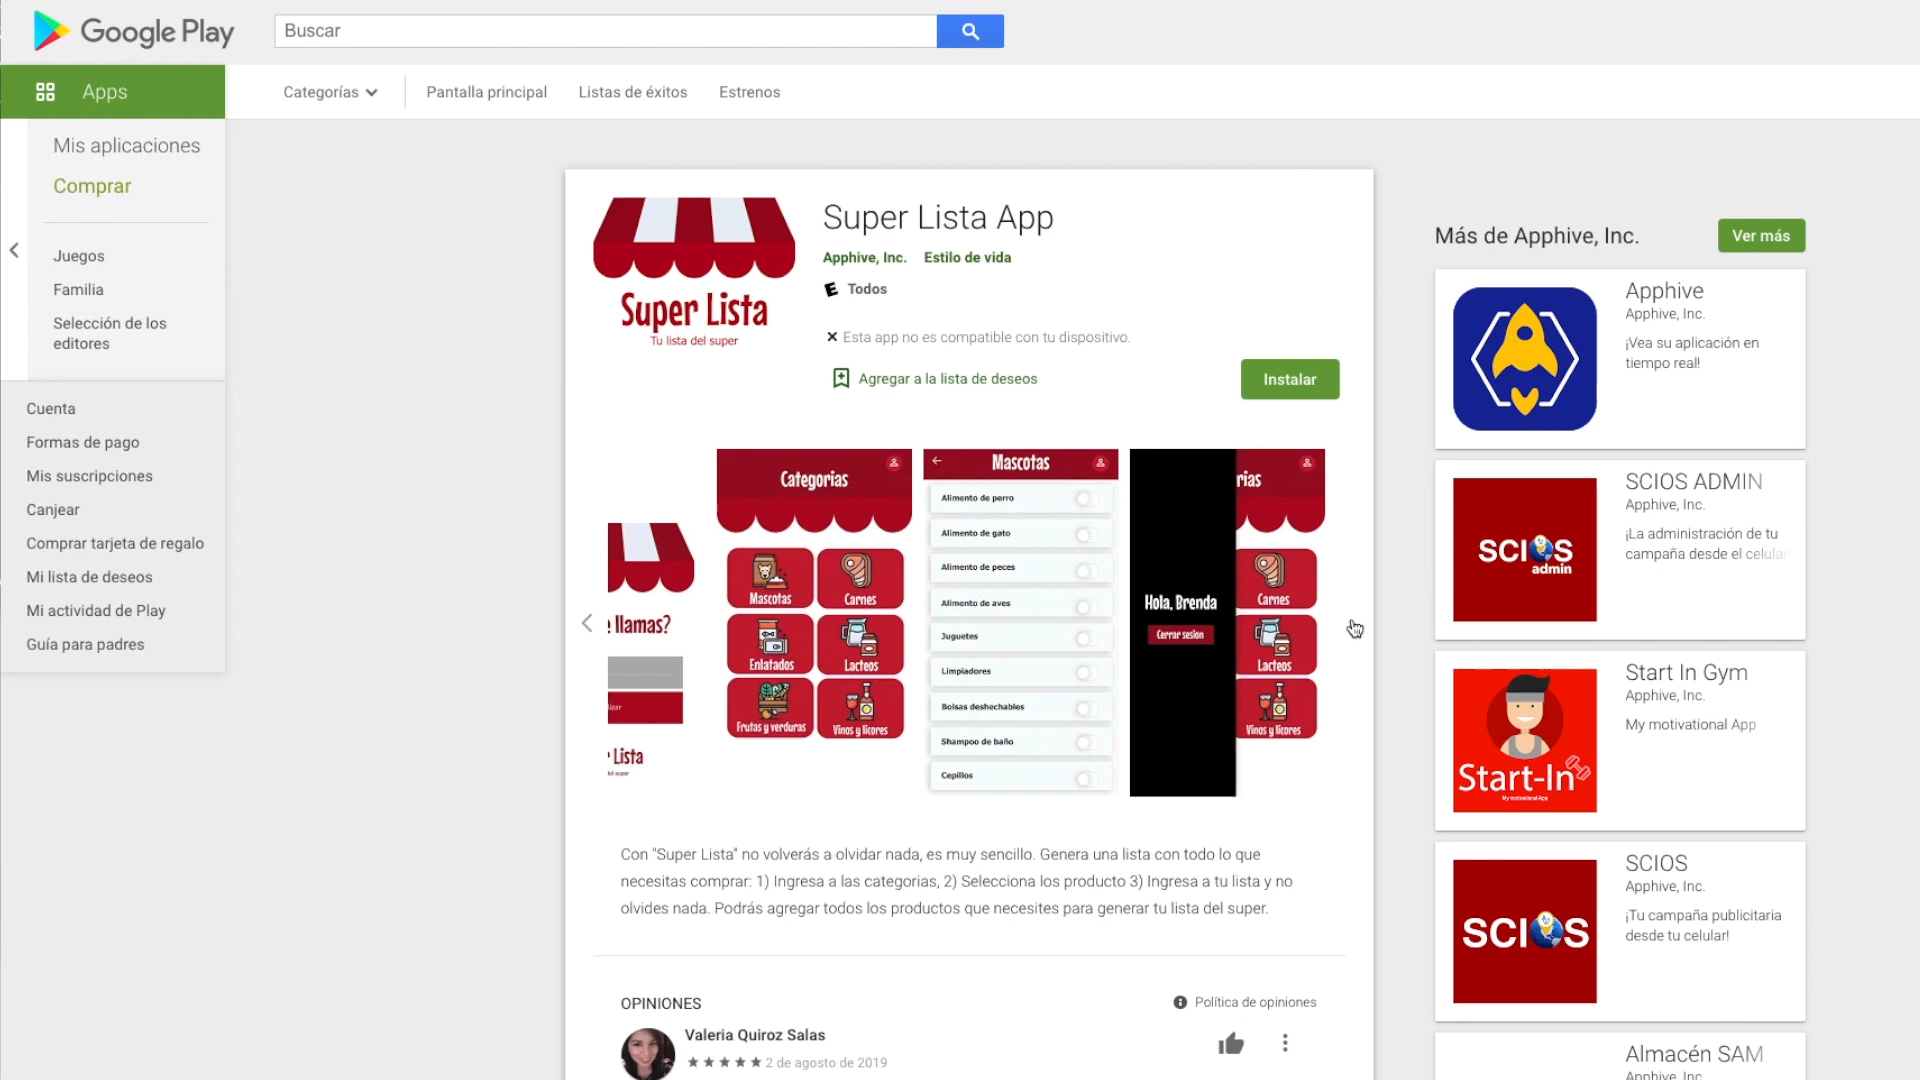 Google Play
Buscar
Apps
Categorías
Pantalla principal
Listas de éxitos
Estrenos
Mis aplicaciones
Comprar
Juegos
Familia
Selección de los
editores
Cuenta
Formas de pago
Mis suscripciones
Canjear
Comprar tarjeta de regalo
Mi lista de deseos
Mi actividad de Play
Guía para padres
Super Lista
Tu lista del super
Super Lista App
Apphive, Inc. Estilo de vida
E Todos
Esta app no es compatible con tu dispositivo.
Agregar a la lista de deseos
Instalar
e llamas?
izar
r Lista
del super
Categorias
Mascotas
Carnes
Enlatados
Lacteos
Frutas y verduras
Vinos y licores
Mascotas
Alimento de perro
Alimento de gato
Alimento de peces
Alimento de aves
Juguetes
Limpiadores
Bolsas deshechables
Shampoo de baño
Cepillos
Hola, Brenda
Cerrar sesion
rias
Carnes
Lacteos
Vinos y licores
Con "Super Lista" no volverás a olvidar nada, es muy sencillo. Genera una lista con todo lo que
necesitas comprar: 1) Ingresa a las categorias, 2) Selecciona los producto 3) Ingresa a tu lista y no
olvides nada. Podrás agregar todos los productos que necesites para generar tu lista del super.
OPINIONES
Política de opiniones
Valeria Quiroz Salas
2 de agosto de 2019
Más de Apphive, Inc.
Ver más
Apphive
Apphive, Inc.
¡Vea su aplicación en
tiempo real!
SCIOS
admin
SCIOS ADMIN
Apphive, Inc.
¡La administración de tu
campaña desde el celular
Start-In
My motivational App
Start In Gym
Apphive, Inc.
My motivational App
SCIOS
SCIOS
Apphive, Inc.
¡Tu campaña publicitaria
desde tu celular!
Almacén SAM
Apphive, Inc.